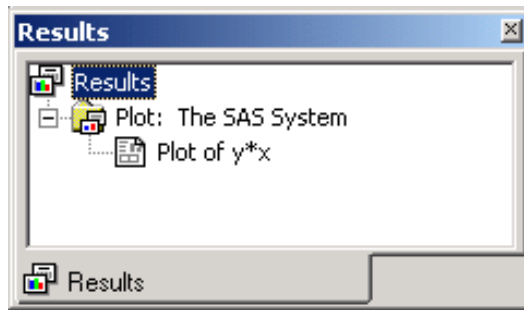 Results
Results
Plot: The SAS System
Plot of y*x
Results